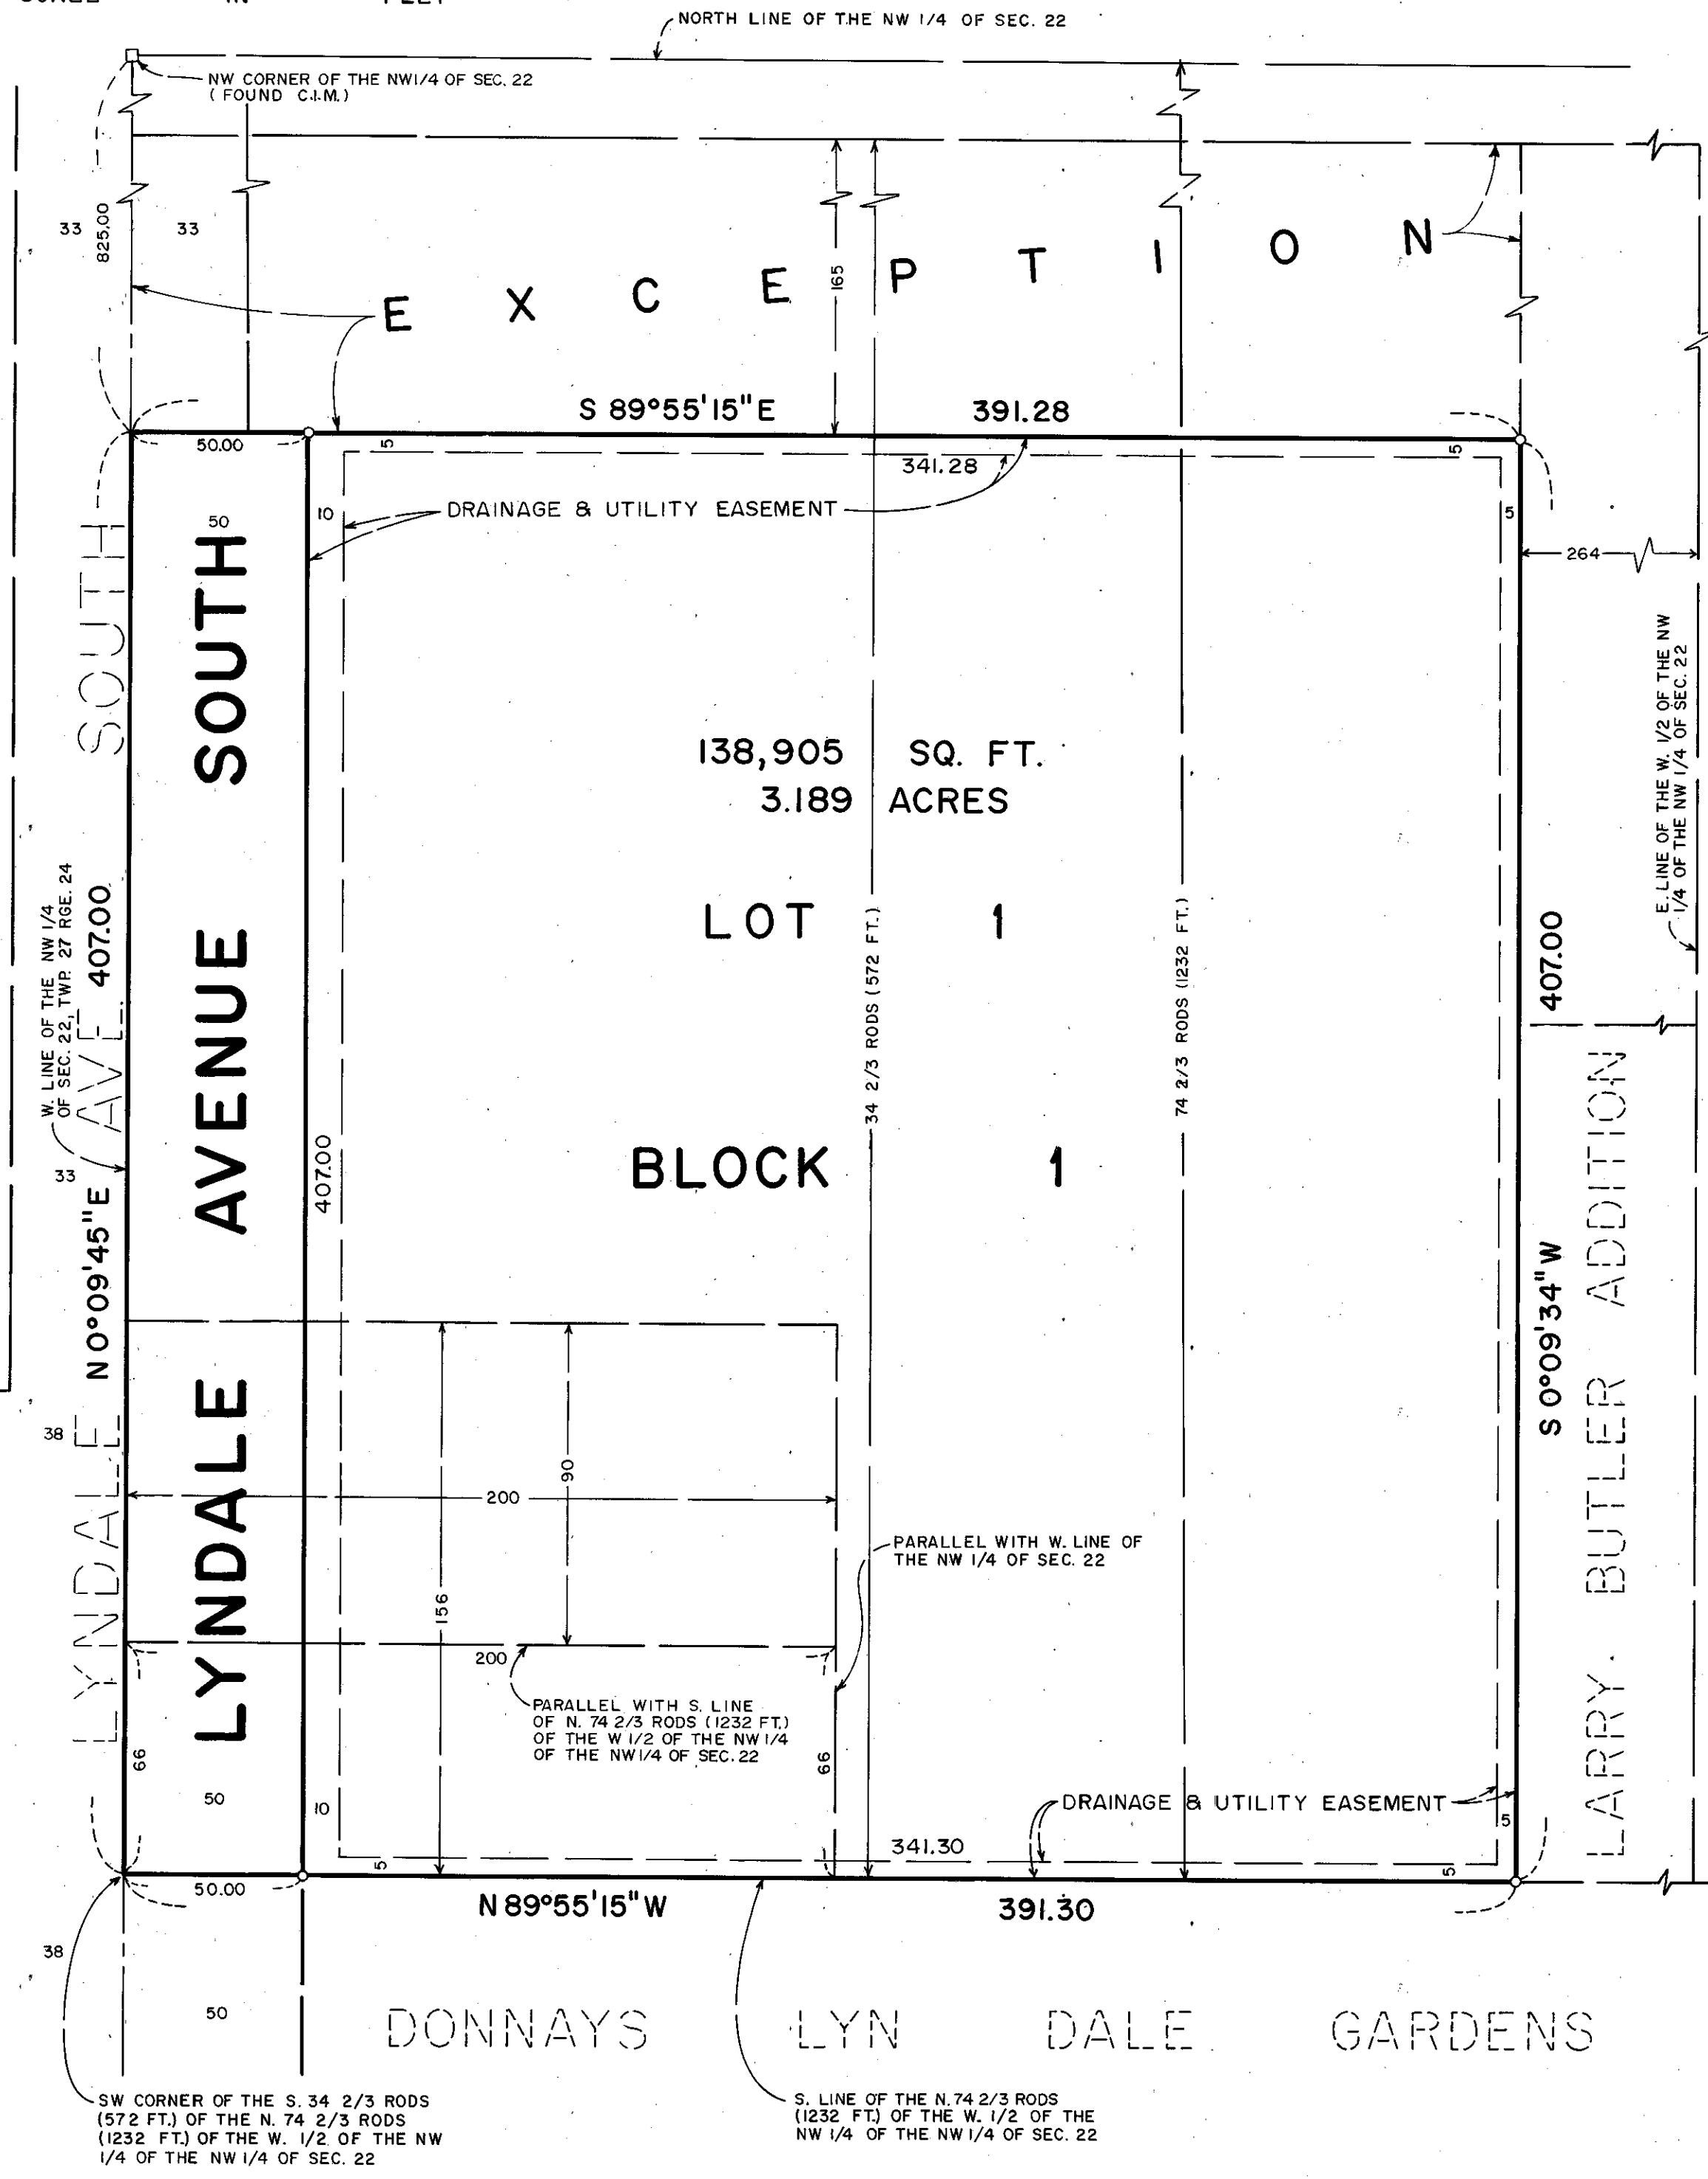 NORTH LINE OF THE NW 1/4 OF SEC. 22
NW CORNER OF THE NW1/4 OF SEC. 22
( FOUND C.I.M.)
33
825.00
33
165
E X C E P T I O N
S 89°55'15"E
391.28
50.00
5
341.28
5
50
10
DRAINAGE & UTILITY EASEMENT
5
264
138,905 SQ. FT.
3.189 ACRES
LOT 1
BLOCK 1
34 2/3 RODS (572 FT.)
74 2/3 RODS (1232 FT.)
E. LINE OF THE W. 1/2 OF THE NW
1/4 OF THE NW 1/4 OF SEC. 22
407.00
S 0°09'34"W
LARRY BUTLER ADDITION
W. LINE OF THE NW 1/4
OF SEC. 22, TWP. 27 RGE. 24
407.00
N 0°09'45"E
33
LYNDALE AVE. SOUTH
LYNDALE AVENUE SOUTH
407.00
38
90
200
156
PARALLEL WITH W. LINE OF
THE NW 1/4 OF SEC. 22
200
PARALLEL WITH S. LINE
OF N. 74 2/3 RODS (1232 FT.)
OF THE W 1/2 OF THE NW 1/4
OF THE NW1/4 OF SEC. 22
66
66
50
10
DRAINAGE & UTILITY EASEMENT
5
341.30
5
5
50.00
N 89°55'15"W
391.30
38
50
DONNAYS LYN DALE GARDENS
SW CORNER OF THE S. 34 2/3 RODS
(572 FT.) OF THE N. 74 2/3 RODS
(1232 FT.) OF THE W. 1/2 OF THE NW
1/4 OF THE NW 1/4 OF SEC. 22
S. LINE OF THE N. 74 2/3 RODS
(1232 FT.) OF THE W. 1/2 OF THE
NW 1/4 OF THE NW 1/4 OF SEC. 22